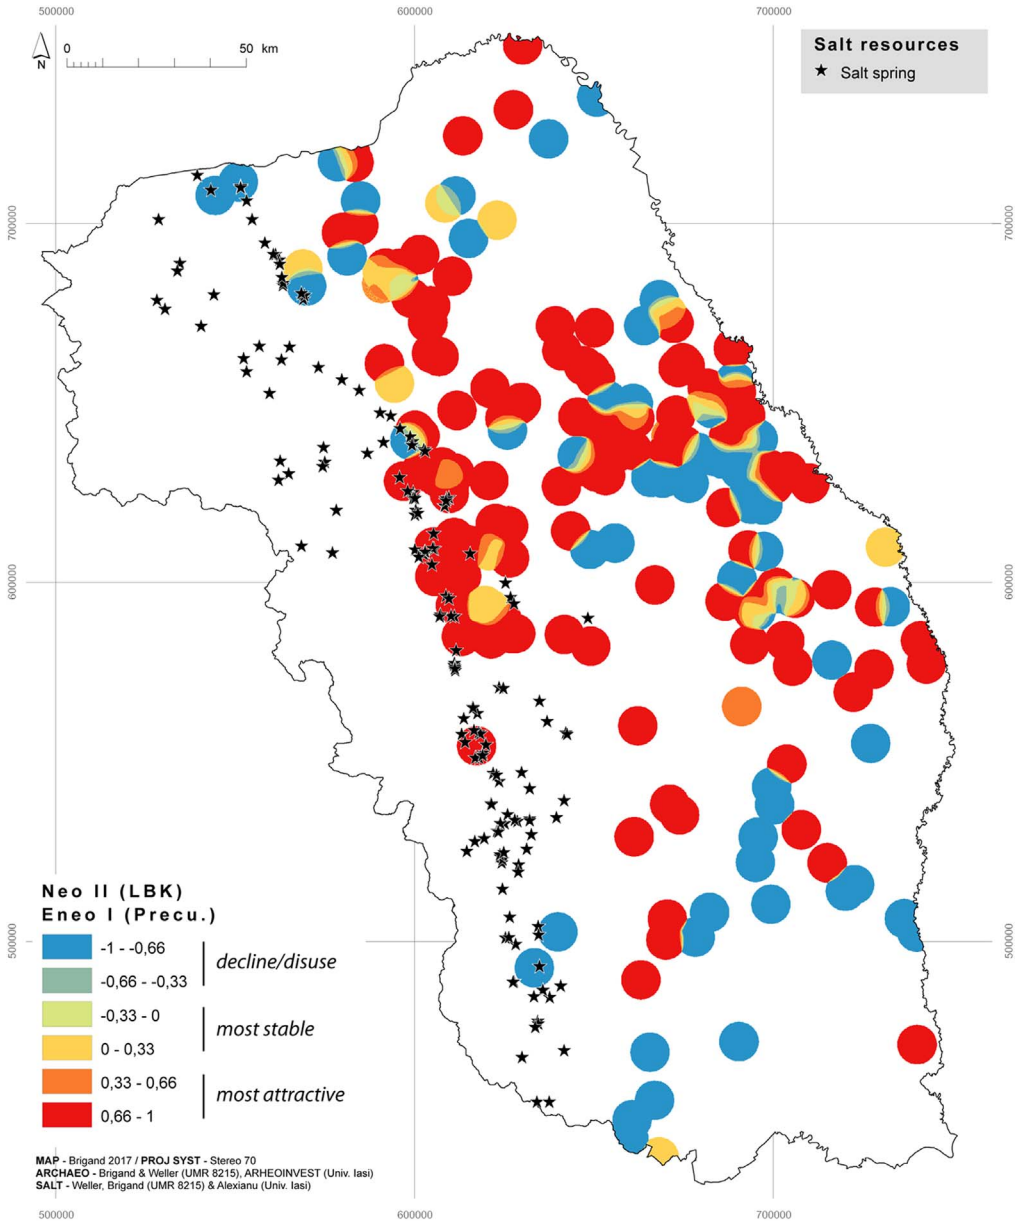 500000 600000 700000
0 50 km
N
Salt resources
Salt spring
700000 700000
600000 600000
500000 500000
Neo II (LBK)
Eneo I (Precu.)
-1 - -0,66
-0,66 - -0,33
decline/disuse
-0,33 - 0
0 - 0,33
most stable
0,33 - 0,66
0,66 - 1
most attractive
MAP - Brigand 2017 / PROJ SYST - Stereo 70
ARCHAEO - Brigand & Weller (UMR 8215), ARHEOINVEST (Univ. Iasi)
SALT - Weller, Brigand (UMR 8215) & Alexianu (Univ. Iasi)
500000 600000 700000